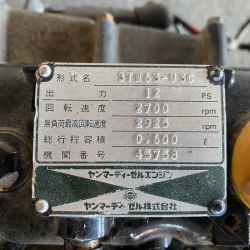 形式名 3TN63-U3C
出力 12 PS
回転速度 2700 rpm
無負荷最高回転速度 2925 rpm
総行程容積 0.600 ℓ
機関番号 45758
ヤンマーディーゼルエンジン
ヤンマーディーゼル株式会社